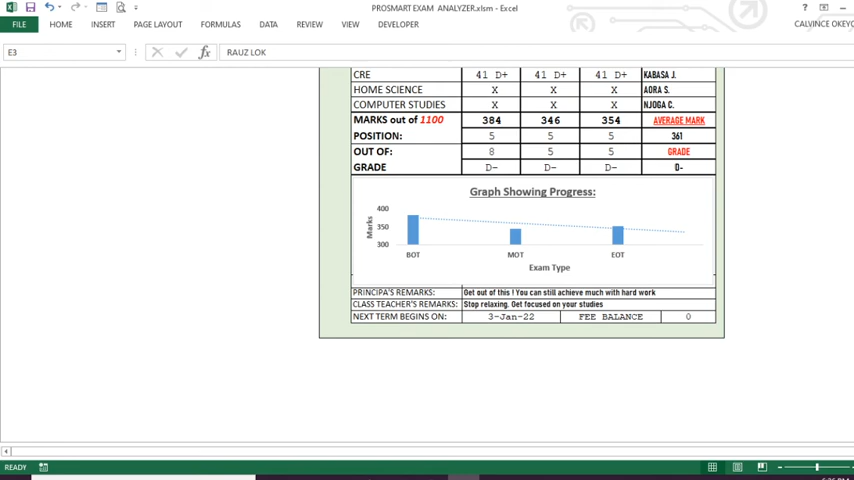 PROSMART EXAM ANALYZER.xlsm - Excel
FILE HOME INSERT PAGE LAYOUT FORMULAS DATA REVIEW VIEW DEVELOPER CALVINCE OKEYO
E3 fx RAUZ LOK
CRE 41 D+ 41 D+ 41 D+ KABASA J.
HOME SCIENCE X X X AORA S.
COMPUTER STUDIES X X X NJOGA C.
MARKS out of 1100 384 346 354 AVERAGE MARK
POSITION: 5 5 5 361
OUT OF: 8 5 5 GRADE
GRADE D- D- D- D-
Graph Showing Progress:
400
350
300
Marks
BOT MOT EOT
Exam Type
PRINCIPA'S REMARKS: Get out of this ! You can still achieve much with hard work
CLASS TEACHER'S REMARKS: Stop relaxing. Get focused on your studies
NEXT TERM BEGINS ON: 3-Jan-22 FEE BALANCE 0
READY